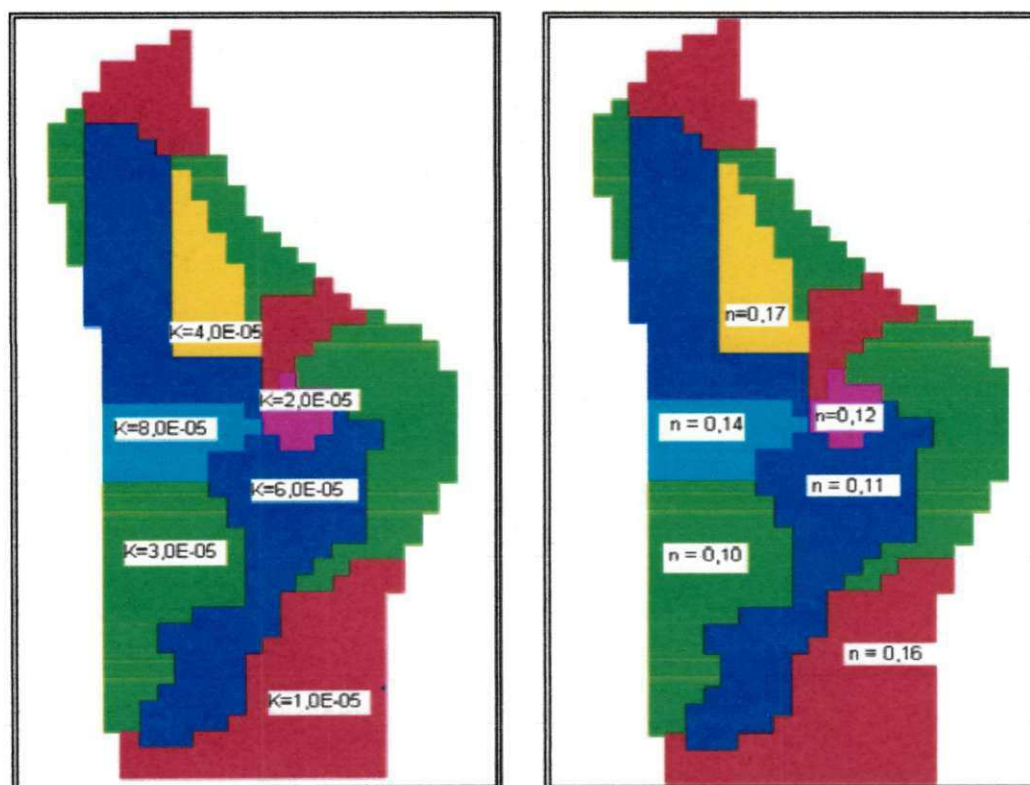 K=4,0E-05
K=2,0E-05
K=8,0E-05
K=6,0E-05
K=3,0E-05
K=1,0E-05
n=0,17
n=0,12
n = 0,14
n = 0,11
n = 0,10
n = 0,16